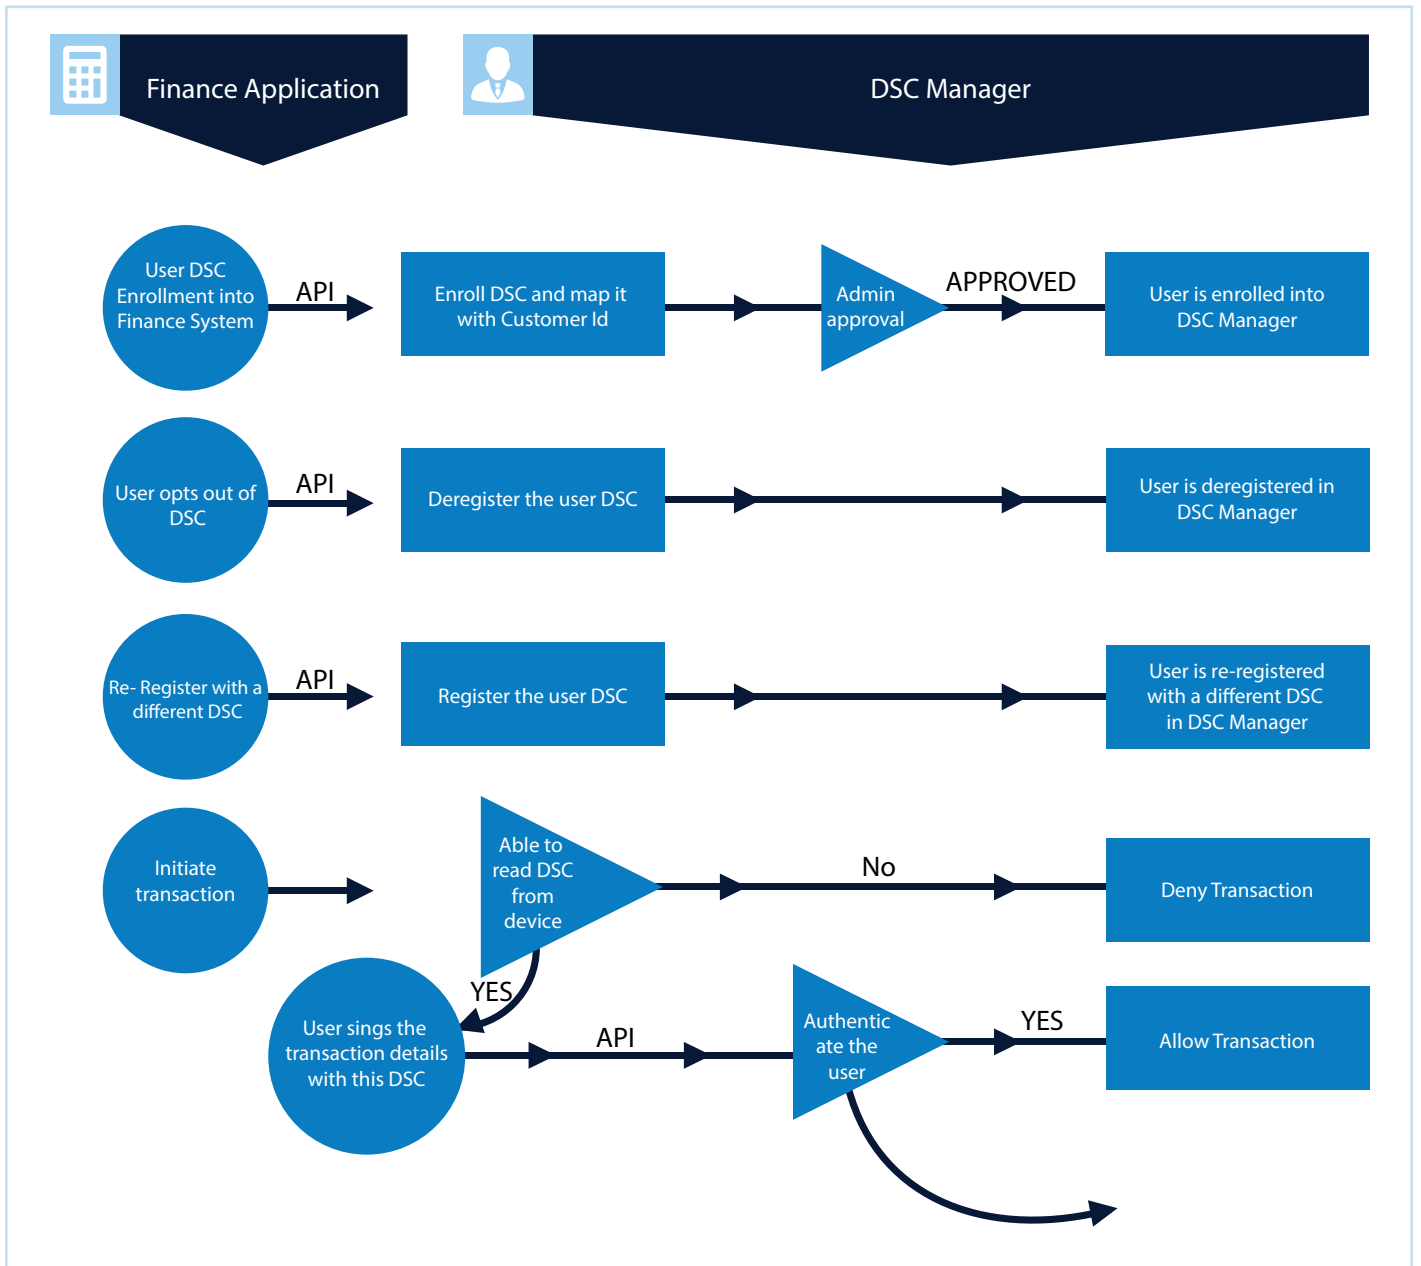 Finance Application
DSC Manager
User DSC
Enrollment into
Finance System
API
Enroll DSC and map it
with Customer Id
Admin
approval
APPROVED
User is enrolled into
DSC Manager
User opts out of
DSC
API
Deregister the user DSC
User is deregistered in
DSC Manager
Re- Register with a
different DSC
API
Register the user DSC
User is re-registered
with a different DSC
in DSC Manager
Initiate
transaction
Able to
read DSC
from
device
No
Deny Transaction
YES
User sings the
transaction details
with this DSC
API
Authentic
ate the
user
YES
Allow Transaction